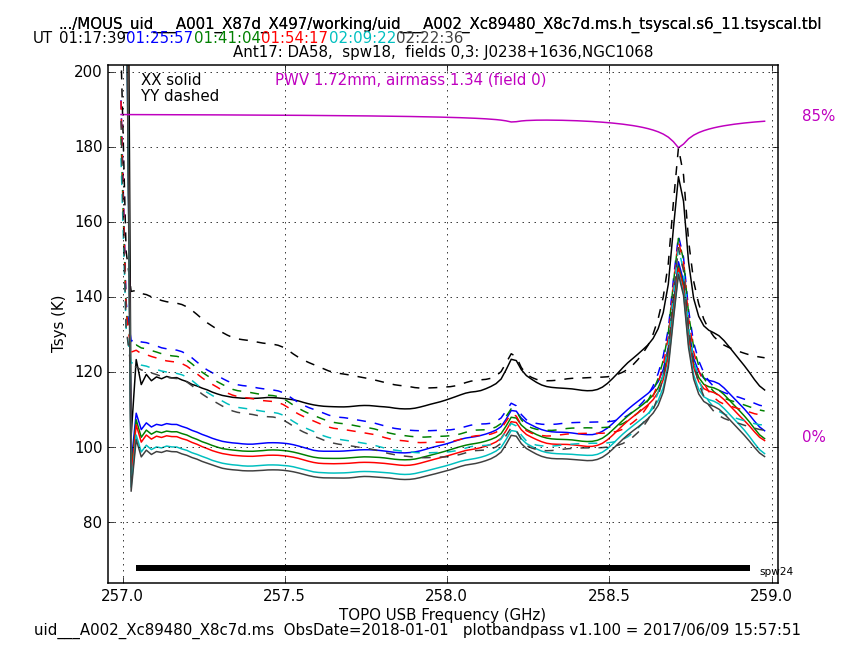 .../MOUS_uid___A001_X87d_X497/working/uid___A002_Xc89480_X8c7d.ms.h_tsyscal.s6_11.tsyscal.tbl
UT 01:17:39 01:25:57 01:41:04 01:54:17 02:09:22 02:22:36
Ant17: DA58,  spw18,  fields 0,3: J0238+1636,NGC1068
XX solid
PWV 1.72mm, airmass 1.34 (field 0)
YY dashed
200
180
160
140
120
100
80
85%
0%
Tsys (K)
spw24
257.0 257.5 258.0 258.5 259.0
TOPO USB Frequency (GHz)
uid___A002_Xc89480_X8c7d.ms  ObsDate=2018-01-01   plotbandpass v1.100 = 2017/06/09 15:57:51